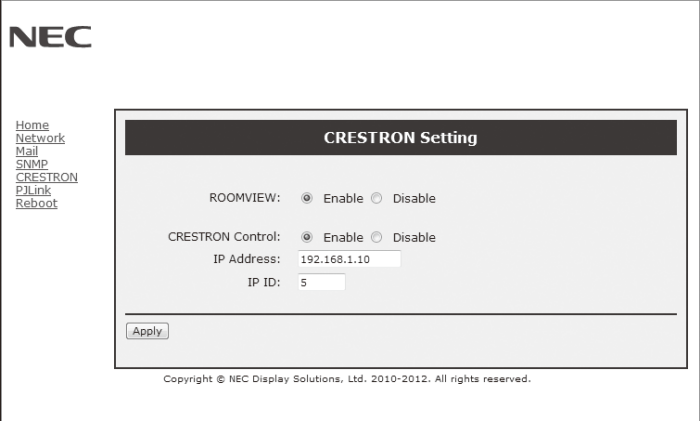 NEC
Home
Network
Mail
SNMP
CRESTRON
PJLink
Reboot
CRESTRON Setting
ROOMVIEW: Enable Disable
CRESTRON Control: Enable Disable
IP Address: 192.168.1.10
IP ID: 5
Apply
Copyright © NEC Display Solutions, Ltd. 2010-2012. All rights reserved.